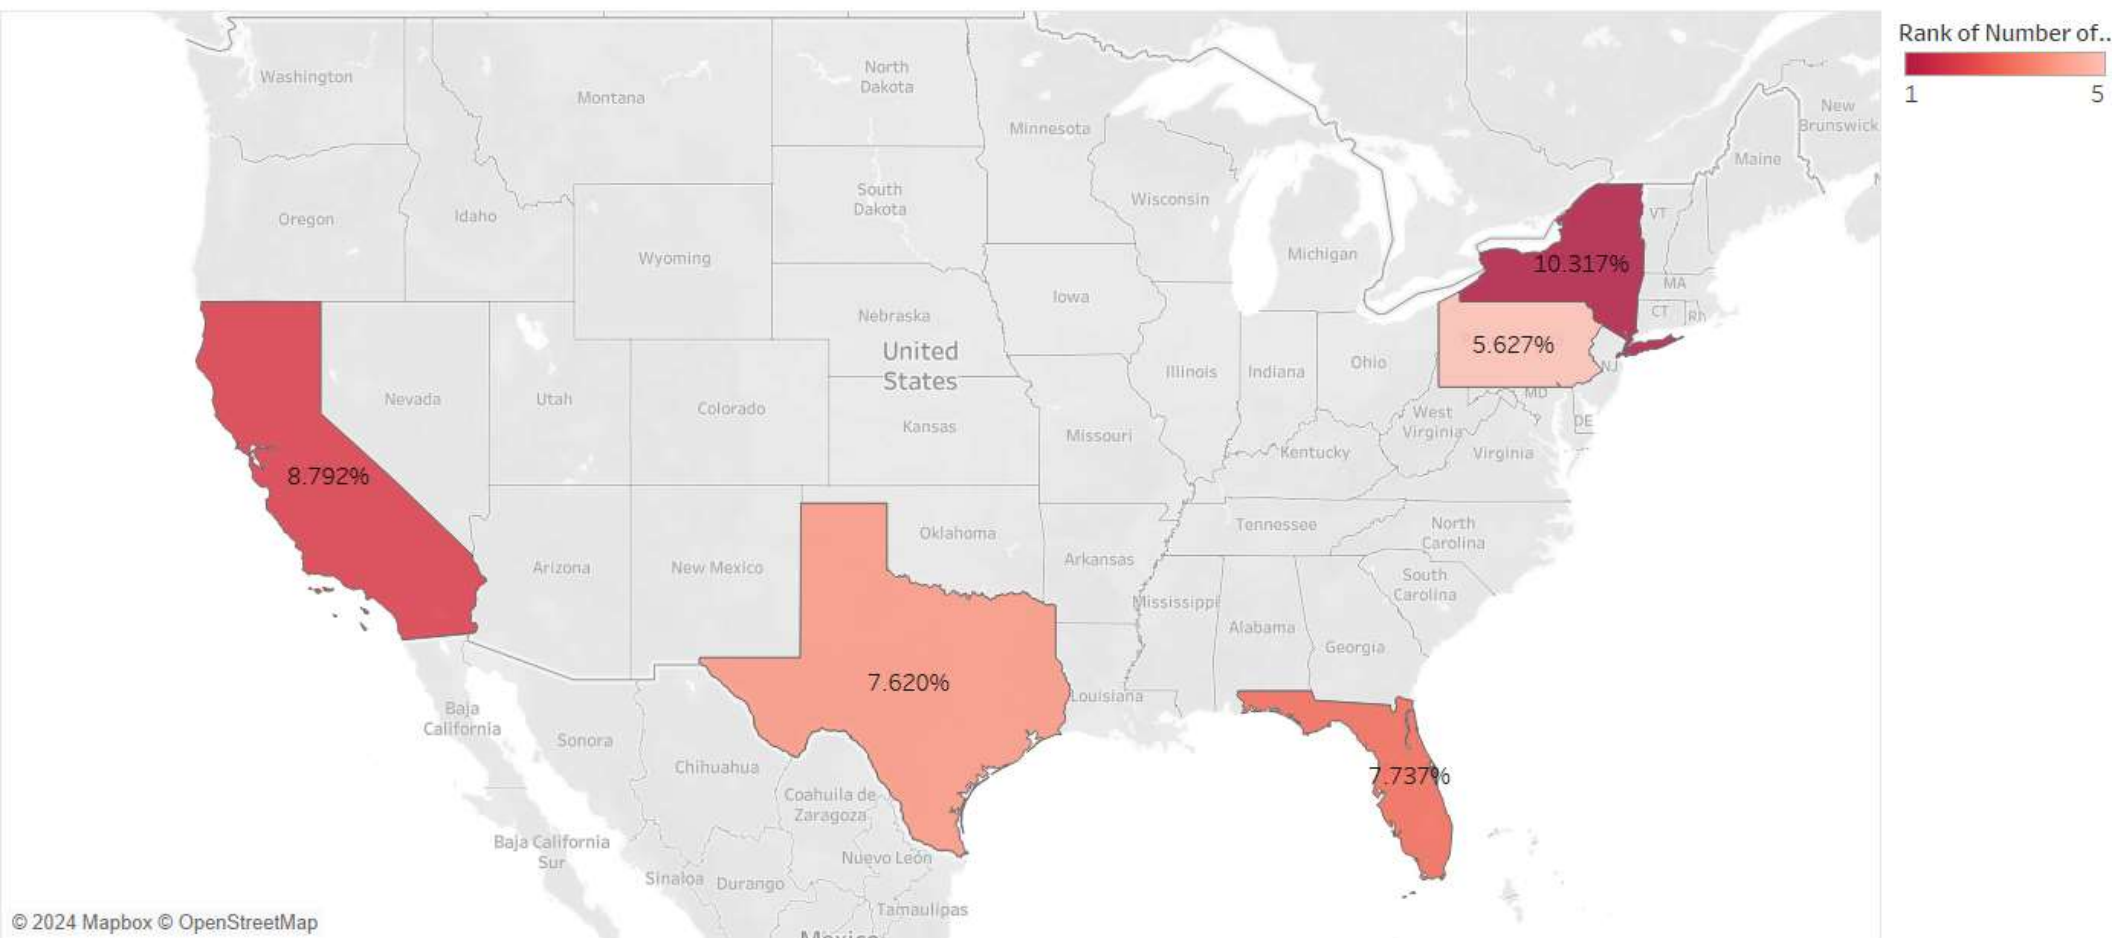 Rank of Number of..
1 5
Washington
Montana
North
Dakota
Minnesota
New
Brunswick
Maine
Oregon
Idaho
South
Dakota
Wisconsin
VT
Wyoming
Michigan
10.317%
MA
Iowa
CT
Nebraska
5.627%
United
States
Illinois
Indiana
Ohio
NJ
Nevada
Utah
Colorado
MD
Kansas
West
Virginia
DE
Missouri
Kentucky
Virginia
8.792%
Oklahoma
Tennessee
North
Carolina
Arizona
New Mexico
Arkansas
South
Carolina
Mississippi
Alabama
Georgia
7.620%
Louisiana
Baja
California
Sonora
Chihuahua
7.737%
Coahuila de
Zaragoza
Baja California
Sur
Nuevo León
Sinaloa
Durango
Tamaulipas
© 2024 Mapbox © OpenStreetMap
Mexico